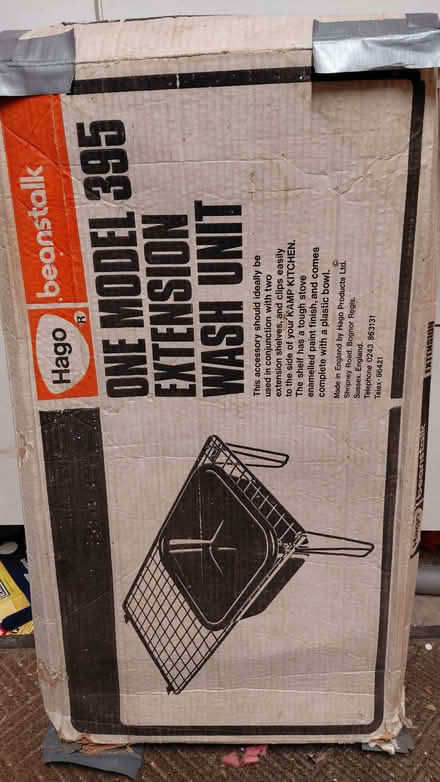 Hago
®
beanstalk
ONE MODEL 395
EXTENSION
WASH UNIT
This accessory should ideally be
used in conjunction with two
extension shelves, and clips easily
to the side of your KAMP KITCHEN.
The shelf has a tough stove
enamelled paint finish, and comes
complete with a plastic bowl.
Made in England by Hago Products Ltd. ©
Shripney Road, Bognor Regis.
Sussex. England.
Telephone 0243 863131
Telex: 86421
Hago beanstalk
EXTENSION